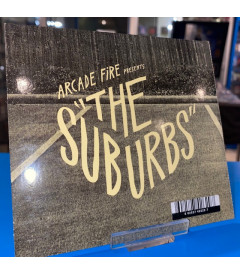 ARCADE FIRE PRESENTS
"THE
SUBURBS"